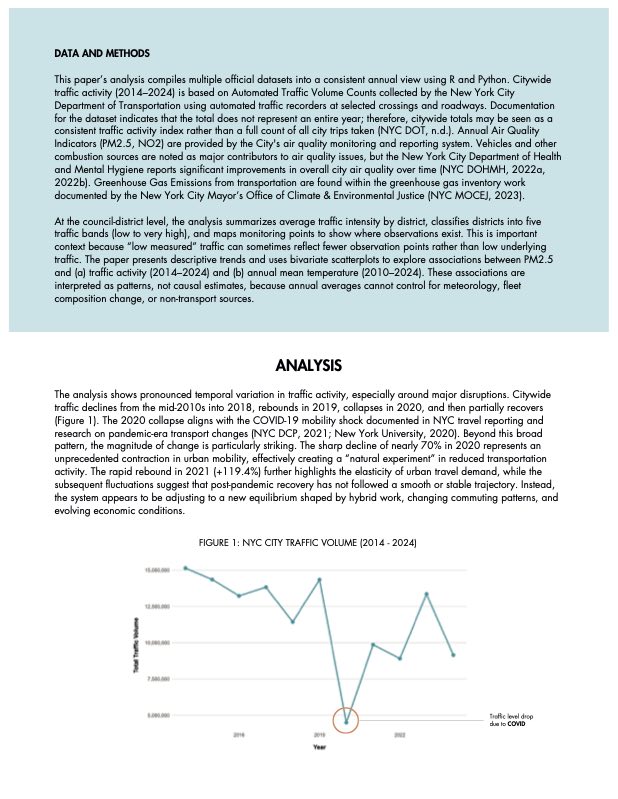 DATA AND METHODS
This paper's analysis compiles multiple official datasets into a consistent annual view using R and Python. Citywide
traffic activity (2014–2024) is based on Automated Traffic Volume Counts collected by the New York City
Department of Transportation using automated traffic recorders at selected crossings and roadways. Documentation
for the dataset indicates that the total does not represent an entire year; therefore, citywide totals may be seen as a
consistent traffic activity index rather than a full count of all city trips taken (NYC DOT, n.d.). Annual Air Quality
Indicators (PM2.5, NO2) are provided by the City's air quality monitoring and reporting system. Vehicles and other
combustion sources are noted as major contributors to air quality issues, but the New York City Department of Health
and Mental Hygiene reports significant improvements in overall city air quality over time (NYC DOHMH, 2022a,
2022b). Greenhouse Gas Emissions from transportation are found within the greenhouse gas inventory work
documented by the New York City Mayor's Office of Climate & Environmental Justice (NYC MOCEJ, 2023).
At the council-district level, the analysis summarizes average traffic intensity by district, classifies districts into five
traffic bands (low to very high), and maps monitoring points to show where observations exist. This is important
context because "low measured" traffic can sometimes reflect fewer observation points rather than low underlying
traffic. The paper presents descriptive trends and uses bivariate scatterplots to explore associations between PM2.5
and (a) traffic activity (2014–2024) and (b) annual mean temperature (2010–2024). These associations are
interpreted as patterns, not causal estimates, because annual averages cannot control for meteorology, fleet
composition change, or non-transport sources.
ANALYSIS
The analysis shows pronounced temporal variation in traffic activity, especially around major disruptions. Citywide
traffic declines from the mid-2010s into 2018, rebounds in 2019, collapses in 2020, and then partially recovers
(Figure 1). The 2020 collapse aligns with the COVID-19 mobility shock documented in NYC travel reporting and
research on pandemic-era transport changes (NYC DCP, 2021; New York University, 2020). Beyond this broad
pattern, the magnitude of change is particularly striking. The sharp decline of nearly 70% in 2020 represents an
unprecedented contraction in urban mobility, effectively creating a "natural experiment" in reduced transportation
activity. The rapid rebound in 2021 (+119.4%) further highlights the elasticity of urban travel demand, while the
subsequent fluctuations suggest that post-pandemic recovery has not followed a smooth or stable trajectory. Instead,
the system appears to be adjusting to a new equilibrium shaped by hybrid work, changing commuting patterns, and
evolving economic conditions.
FIGURE 1: NYC CITY TRAFFIC VOLUME (2014 - 2024)
15,000,000
12,500,000
10,000,000
7,500,000
5,000,000
Total Traffic Volume
2016
2019
2022
Year
Traffic level drop
due to COVID